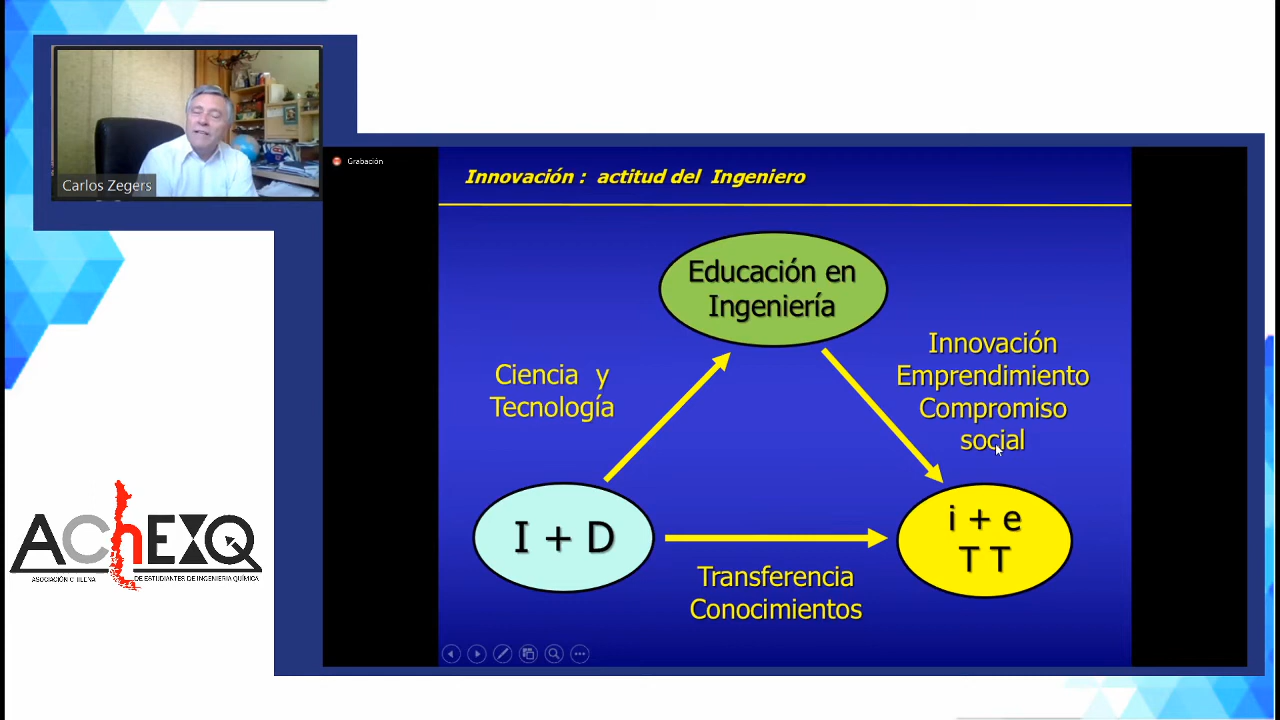 Carlos Zegers
Grabación
Innovación : actitud del Ingeniero
Educación en
Ingeniería
Ciencia y
Tecnología
Innovación
Emprendimiento
Compromiso
social
I + D
i + e
T T
Transferencia
Conocimientos
AChEXQ
ASOCIACIÓN CHILENA
DE ESTUDIANTES DE INGENIERIA QUÍMICA